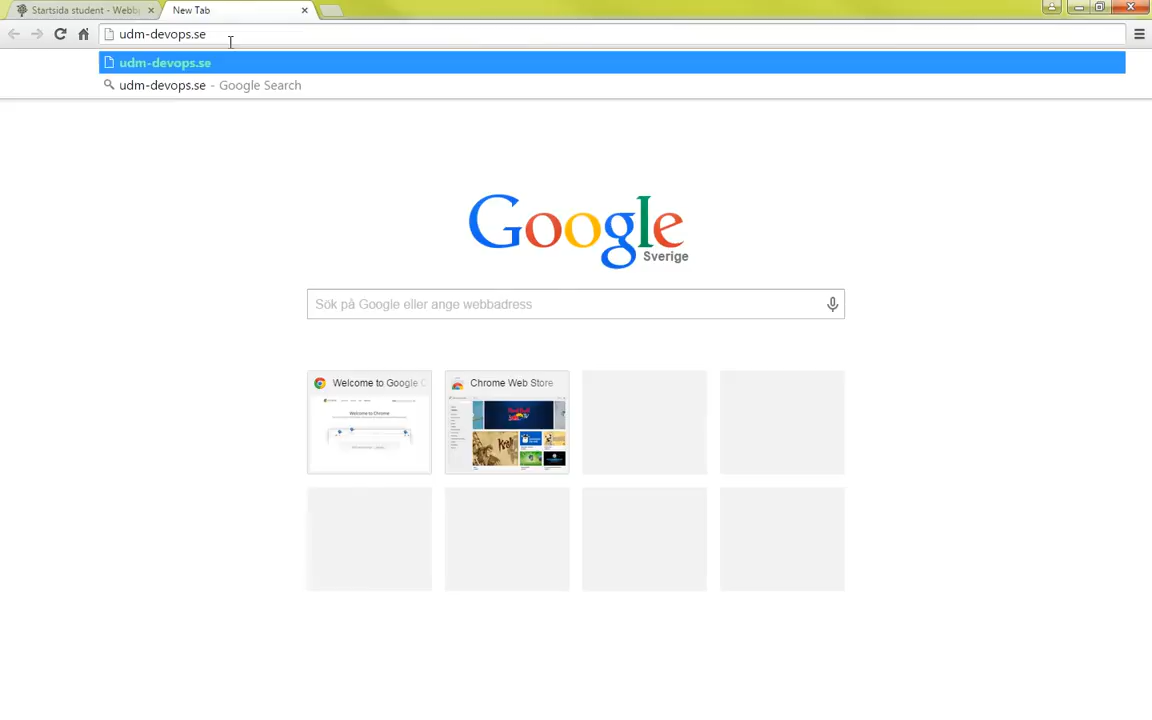 Startsida student - Webb
New Tab
udm-devops.se
udm-devops.se
udm-devops.se - Google Search
Google
Sverige
Sök på Google eller ange webbadress
Welcome to Google C
Chrome Web Store
Welcome to Chrome